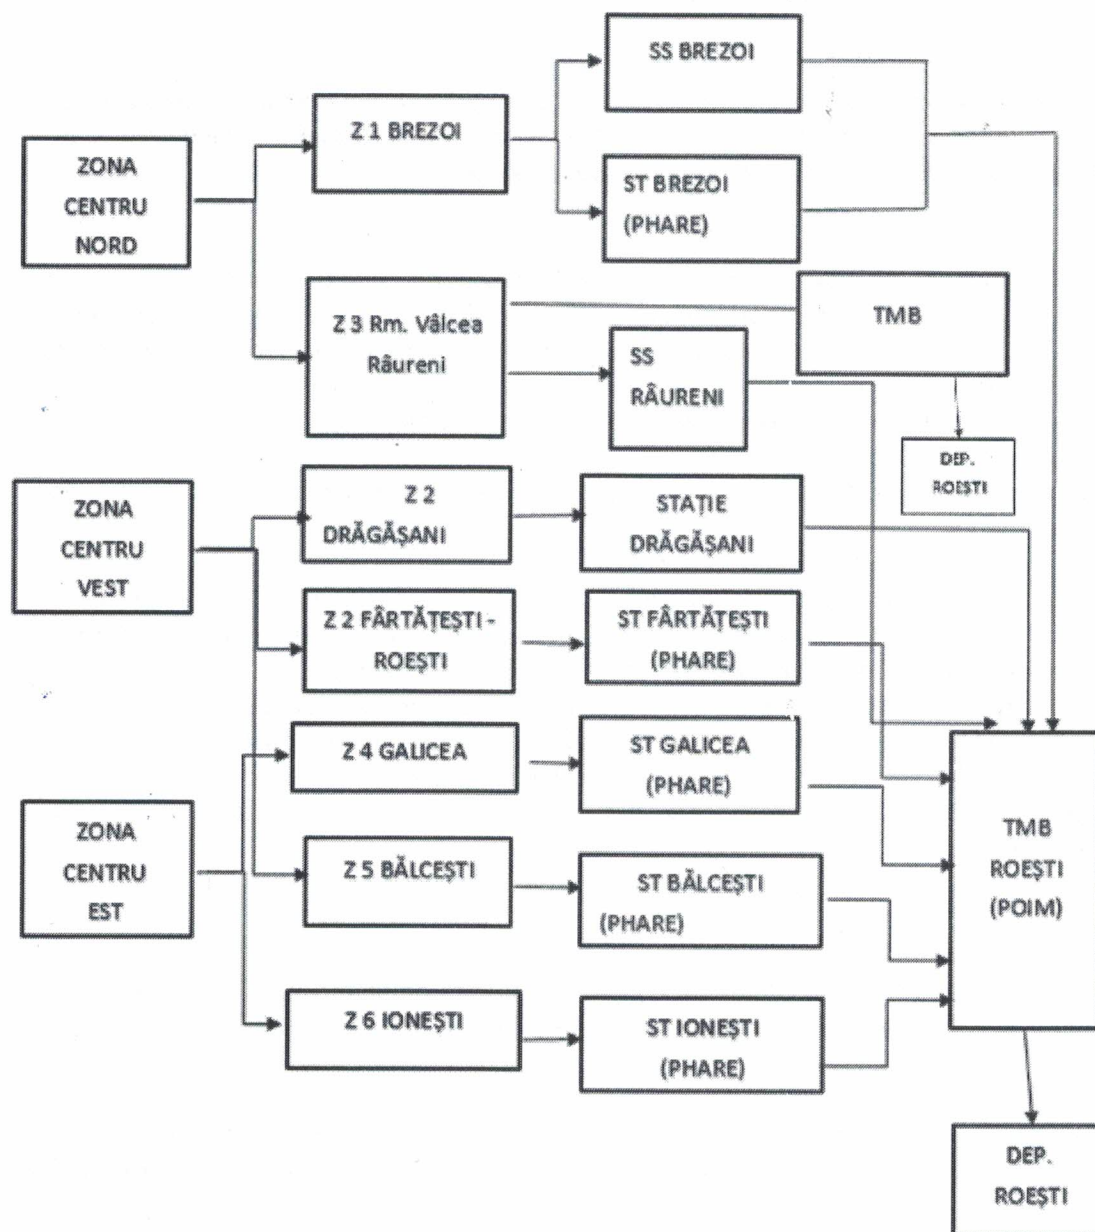 SS BREZOI
Z 1 BREZOI
ZONA
CENTRU
NORD
ST BREZOI
(PHARE)
Z 3 Rm. Vâlcea
Râureni
TMB
SS
RÂURENI
DEP.
ROEȘTI
ZONA
CENTRU
VEST
Z 2
DRĂGĂȘANI
STAȚIE
DRĂGĂȘANI
Z 2 FÂRTĂȚEȘTI -
ROEȘTI
ST FÂRTĂȚEȘTI
(PHARE)
Z 4 GALICEA
ST GALICEA
(PHARE)
ZONA
CENTRU
EST
Z 5 BĂLCEȘTI
ST BĂLCEȘTI
(PHARE)
TMB
ROEȘTI
(POIM)
Z 6 IONEȘTI
ST IONEȘTI
(PHARE)
DEP.
ROEȘTI